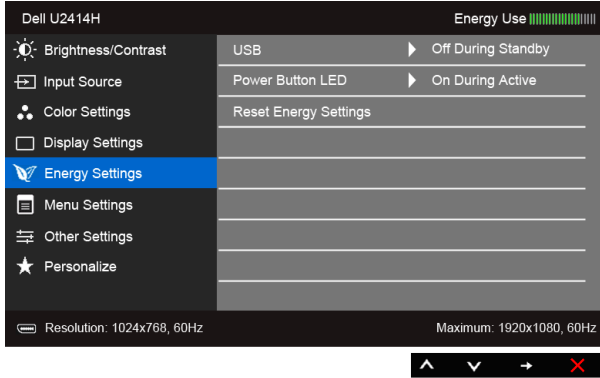 Dell U2414H Energy Use
Brightness/Contrast USB Off During Standby
Input Source Power Button LED On During Active
Color Settings Reset Energy Settings
Display Settings
Energy Settings
Menu Settings
Other Settings
Personalize
Resolution: 1024x768, 60Hz Maximum: 1920x1080, 60Hz